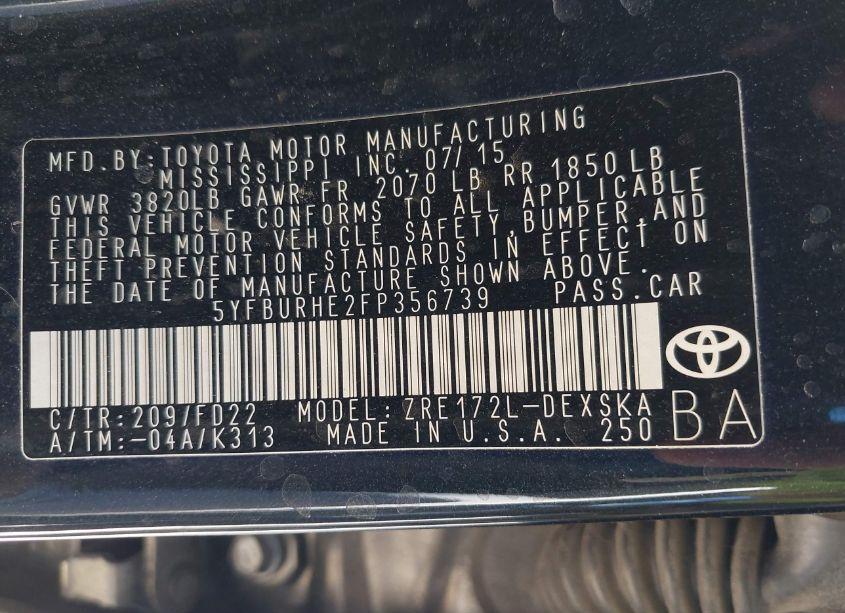 MFD.BY:TOYOTA MOTOR MANUFACTURING
MISSISSIPPI INC. 07/15
GVWR 3820LB GAWR FR 2070 LB RR 1850 LB
THIS VEHICLE CONFORMS TO ALL APPLICABLE
FEDERAL MOTOR VEHICLE SAFETY,BUMPER,AND
THEFT PREVENTION STANDARDS IN EFFECT ON
THE DATE OF MANUFACTURE SHOWN ABOVE.
5YFBURHE2FP356739 PASS.CAR
C/TR:209/FD22 MODEL:ZRE172L-DEXSKA
A/TM:-04A/K313 MADE IN U.S.A. 250
BA